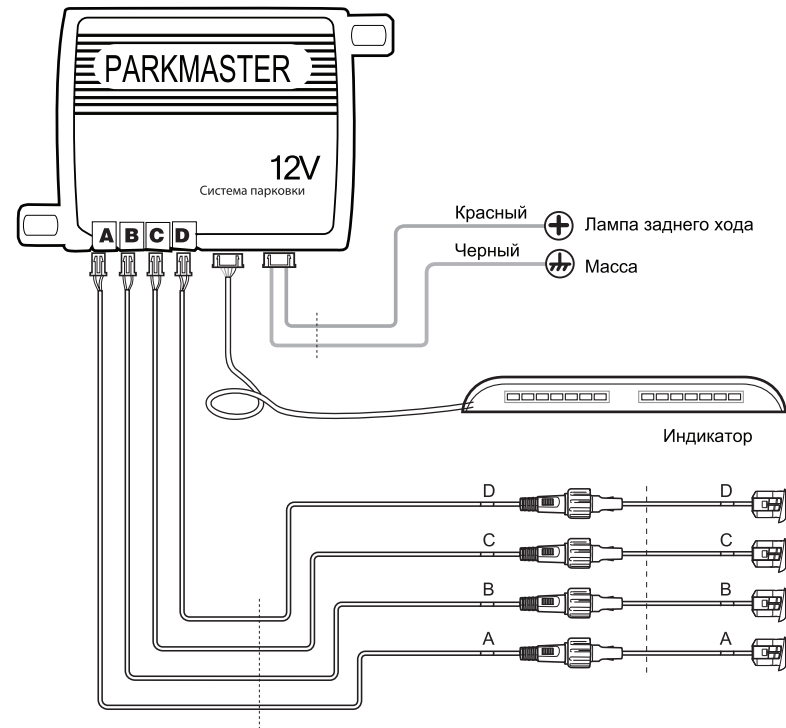 PARKMASTER
12V
Система парковки
A B C D
Красный
Лампа заднего хода
Черный
Масса
Индикатор
D D
C C
B B
A A